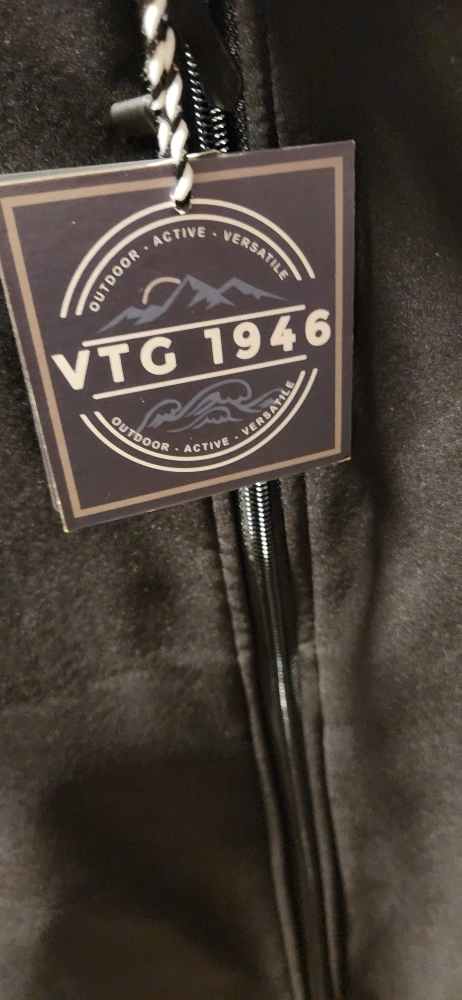 OUTDOOR - ACTIVE - VERSATILE
VTG 1946
OUTDOOR - ACTIVE - VERSATILE